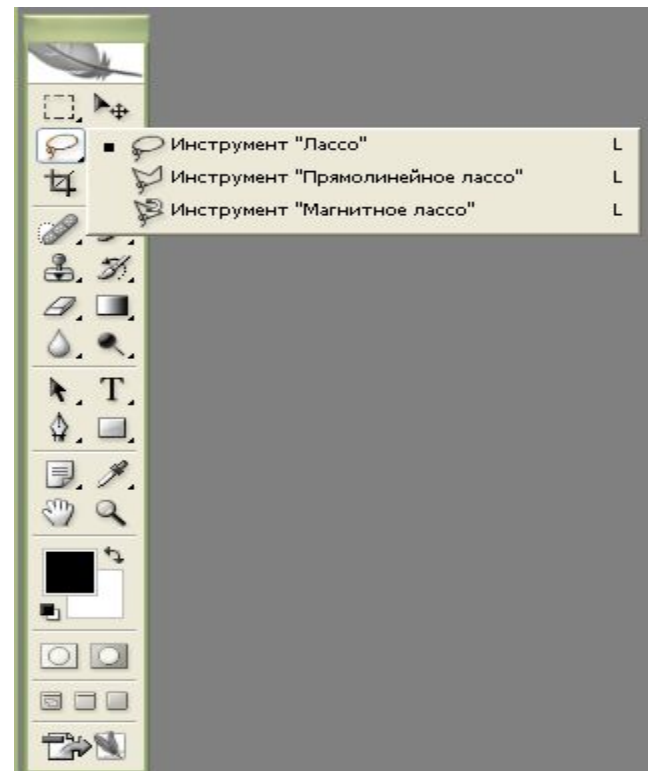 Инструмент "Лассо" L
Инструмент "Прямолинейное лассо" L
Инструмент "Магнитное лассо" L
T